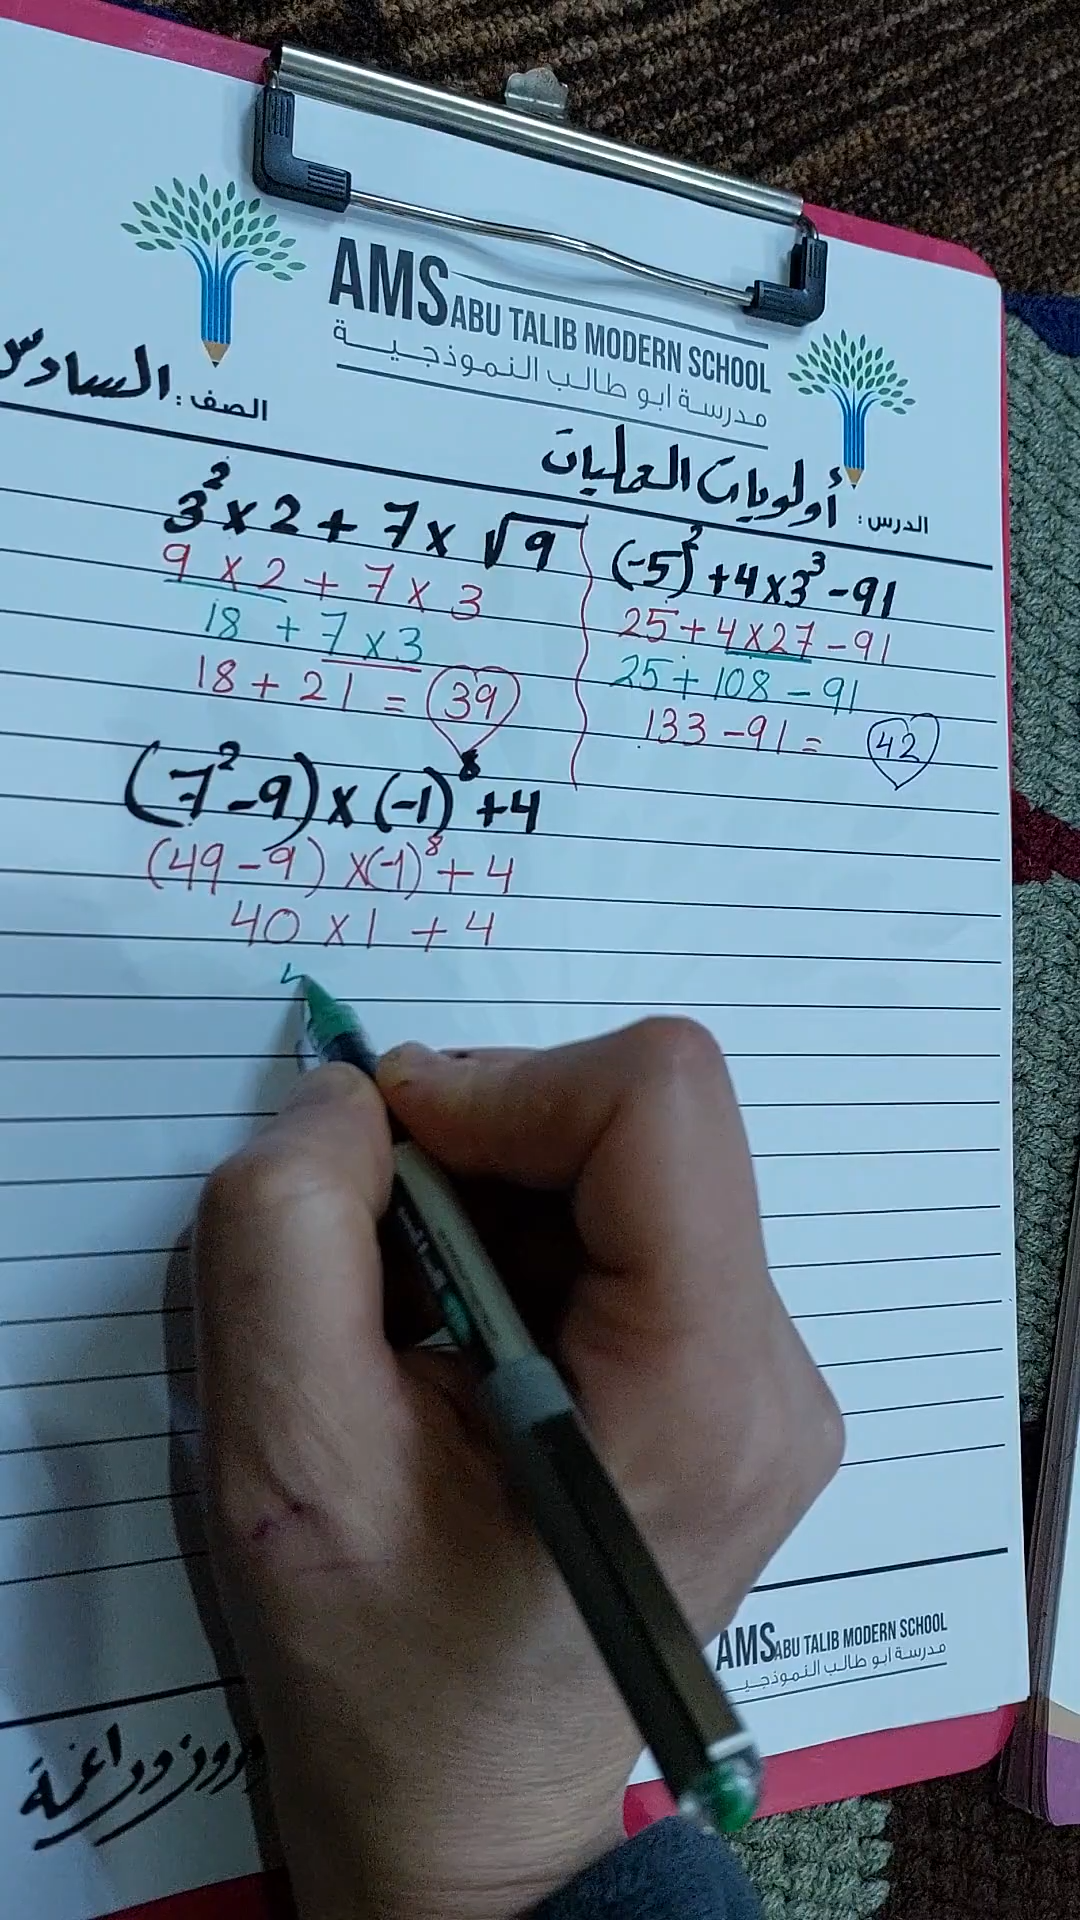 AMS ABU TALIB MODERN SCHOOL
مدرسة ابو طالب النموذجية
الصف: السادس
الدرس: أولويات العمليات
3² × 2 + 7 × √9
9 × 2 + 7 × 3
18 + 7 × 3
18 + 21 = 39
(-5)² + 4 × 3³ - 91
25 + 4 × 27 - 91
25 + 108 - 91
133 - 91 = 42
(7² - 9) × (-1)⁸ + 4
(49 - 9) × (-1)⁸ + 4
40 × 1 + 4
4
AMS ABU TALIB MODERN SCHOOL
مدرسة ابو طالب النموذجية